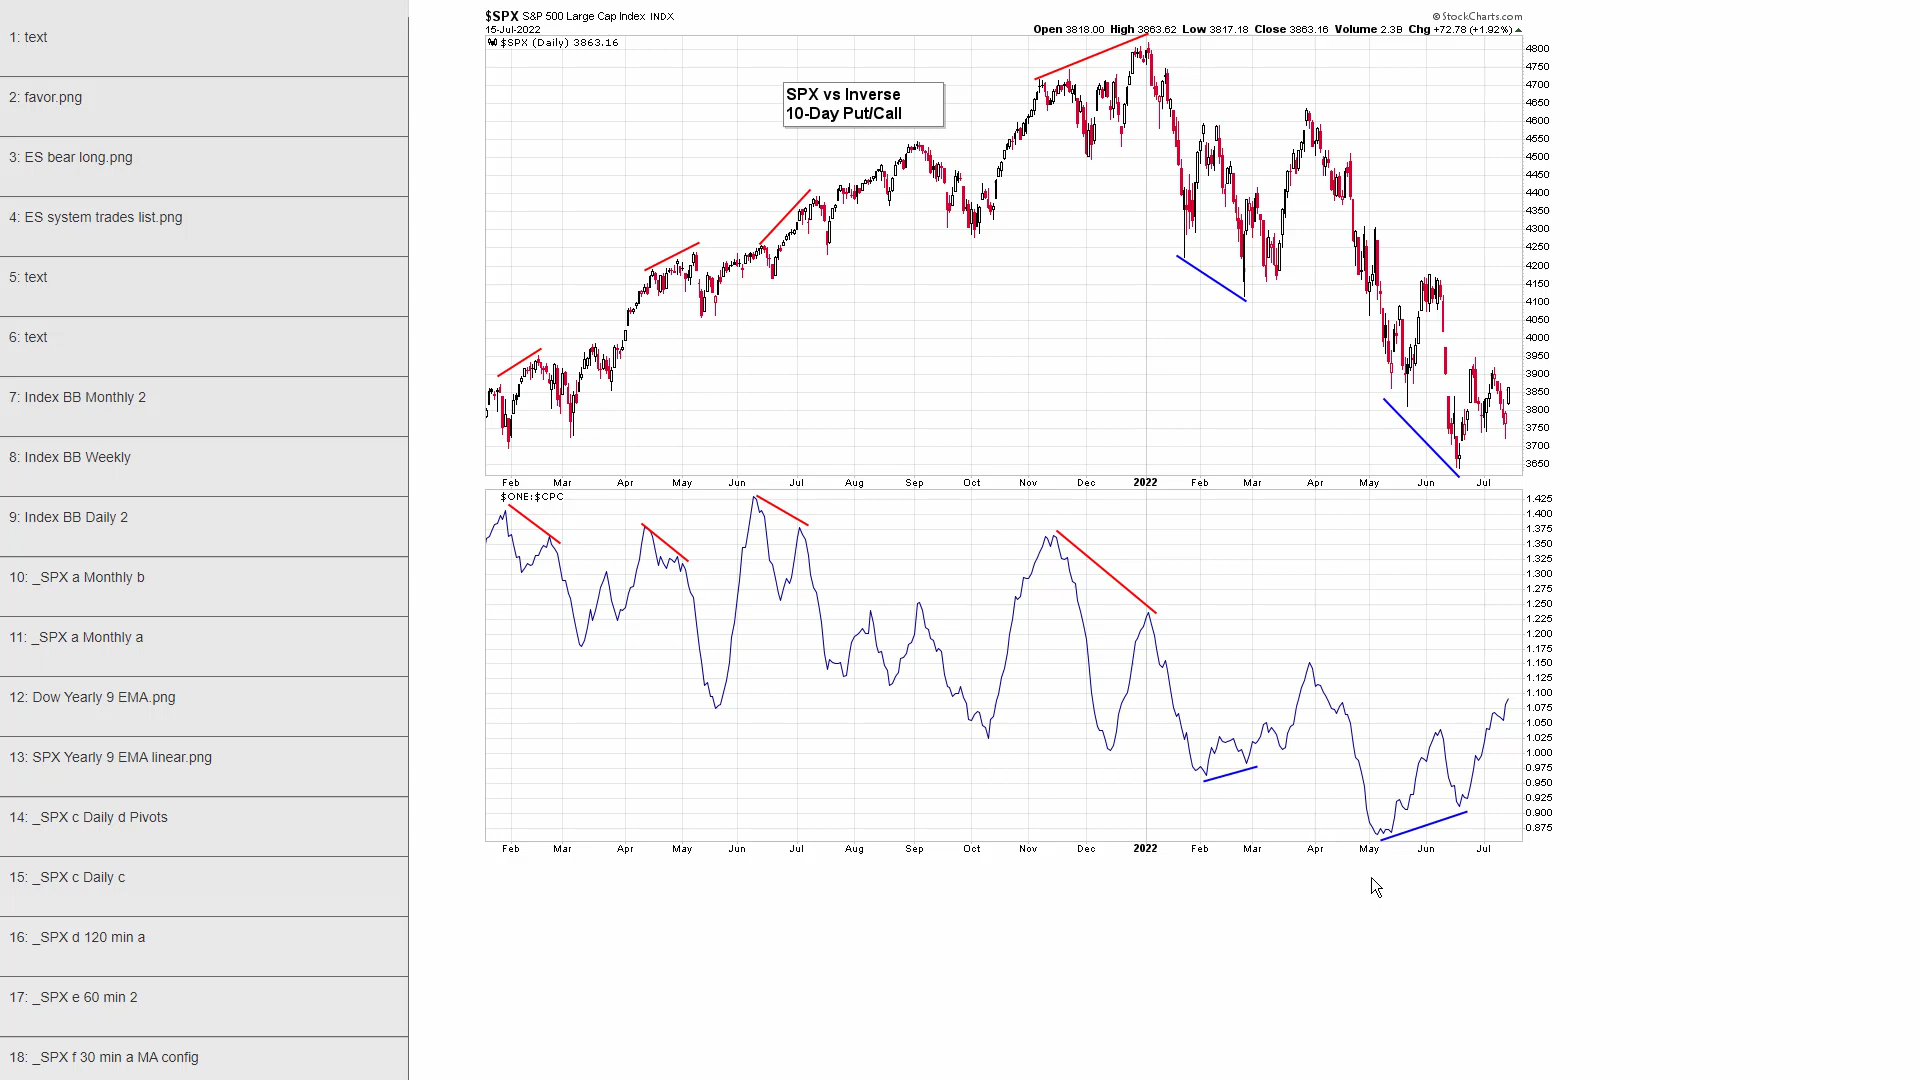 1: text
2: favor.png
3: ES bear long.png
4: ES system trades list.png
5: text
6: text
7: Index BB Monthly 2
8: Index BB Weekly
9: Index BB Daily 2
10: _SPX a Monthly b
11: _SPX a Monthly a
12: Dow Yearly 9 EMA.png
13: SPX Yearly 9 EMA linear.png
14: _SPX c Daily d Pivots
15: _SPX c Daily c
16: _SPX d 120 min a
17: _SPX e 60 min 2
18: _SPX f 30 min a MA config
$SPX S&P 500 Large Cap Index INDX
© StockCharts.com
15-Jul-2022
Open 3818.00 High 3863.62 Low 3817.18 Close 3863.16 Volume 2.3B Chg +72.78 (+1.92%)
$SPX (Daily) 3863.16
SPX vs Inverse
10-Day Put/Call
4800
4750
4700
4650
4600
4550
4500
4450
4400
4350
4300
4250
4200
4150
4100
4050
4000
3950
3900
3850
3800
3750
3700
3650
Feb Mar Apr May Jun Jul Aug Sep Oct Nov Dec 2022 Feb Mar Apr May Jun Jul
$ONE:$CPC
1.425
1.400
1.375
1.350
1.325
1.300
1.275
1.250
1.225
1.200
1.175
1.150
1.125
1.100
1.075
1.050
1.025
1.000
0.975
0.950
0.925
0.900
0.875
Feb Mar Apr May Jun Jul Aug Sep Oct Nov Dec 2022 Feb Mar Apr May Jun Jul